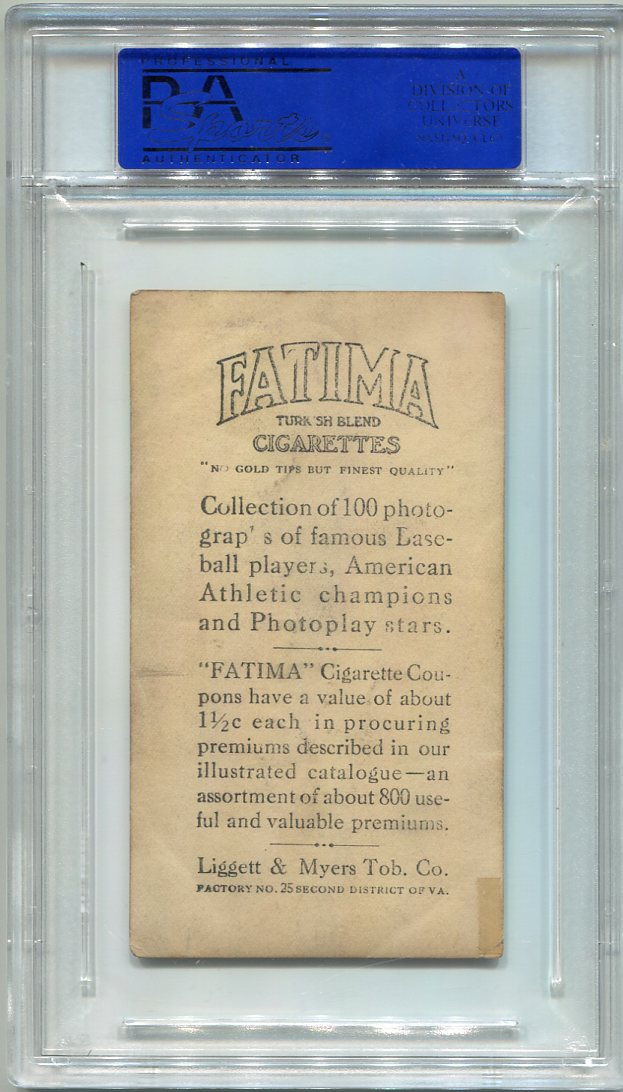 PROFESSIONAL
PSA
Sports
AUTHENTICATOR
A
DIVISION OF
COLLECTORS
UNIVERSE
FATIMA
TURK SH BLEND
CIGARETTES
"NO GOLD TIPS BUT FINEST QUALITY"
Collection of 100 photo-
grap' s of famous Base-
ball players, American
Athletic champions
and Photoplay stars.
"FATIMA" Cigarette Cou-
pons have a value of about
1½c each in procuring
premiums described in our
illustrated catalogue—an
assortment of about 800 use-
ful and valuable premiums.
Liggett & Myers Tob. Co.
FACTORY NO. 25 SECOND DISTRICT OF VA.